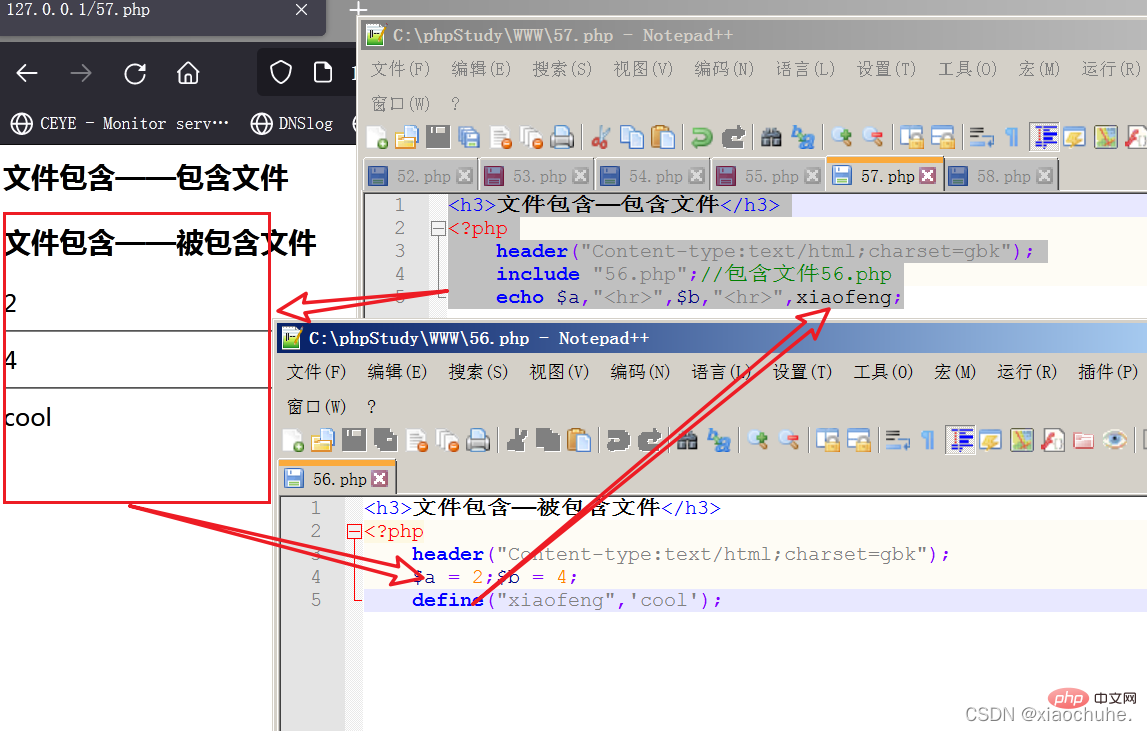 127.0.0.1/57.php
CEYE - Monitor serv… DNSlog
文件包含——包含文件
文件包含——被包含文件
2
4
cool
C:\phpStudy\WWW\57.php - Notepad++
文件(F) 编辑(E) 搜索(S) 视图(V) 编码(N) 语言(L) 设置(T) 工具(O) 宏(M) 运行(R)
窗口(W) ?
52.php 53.php 54.php 55.php 57.php 58.php
1 <h3>文件包含——包含文件</h3>
2 <?php
3 header("Content-type:text/html;charset=gbk");
4 include "56.php";//包含文件56.php
5 echo $a,"<hr>",$b,"<hr>",xiaofeng;
C:\phpStudy\WWW\56.php - Notepad++
文件(F) 编辑(E) 搜索(S) 视图(V) 编码(N) 语言(L) 设置(T) 工具(O) 宏(M) 运行(R) 插件(P)
窗口(W) ?
56.php
1 <h3>文件包含——被包含文件</h3>
2 <?php
3 header("Content-type:text/html;charset=gbk");
4 $a = 2;$b = 4;
5 define("xiaofeng",'cool');
php 中文网
CSDN @xiaochuhe.